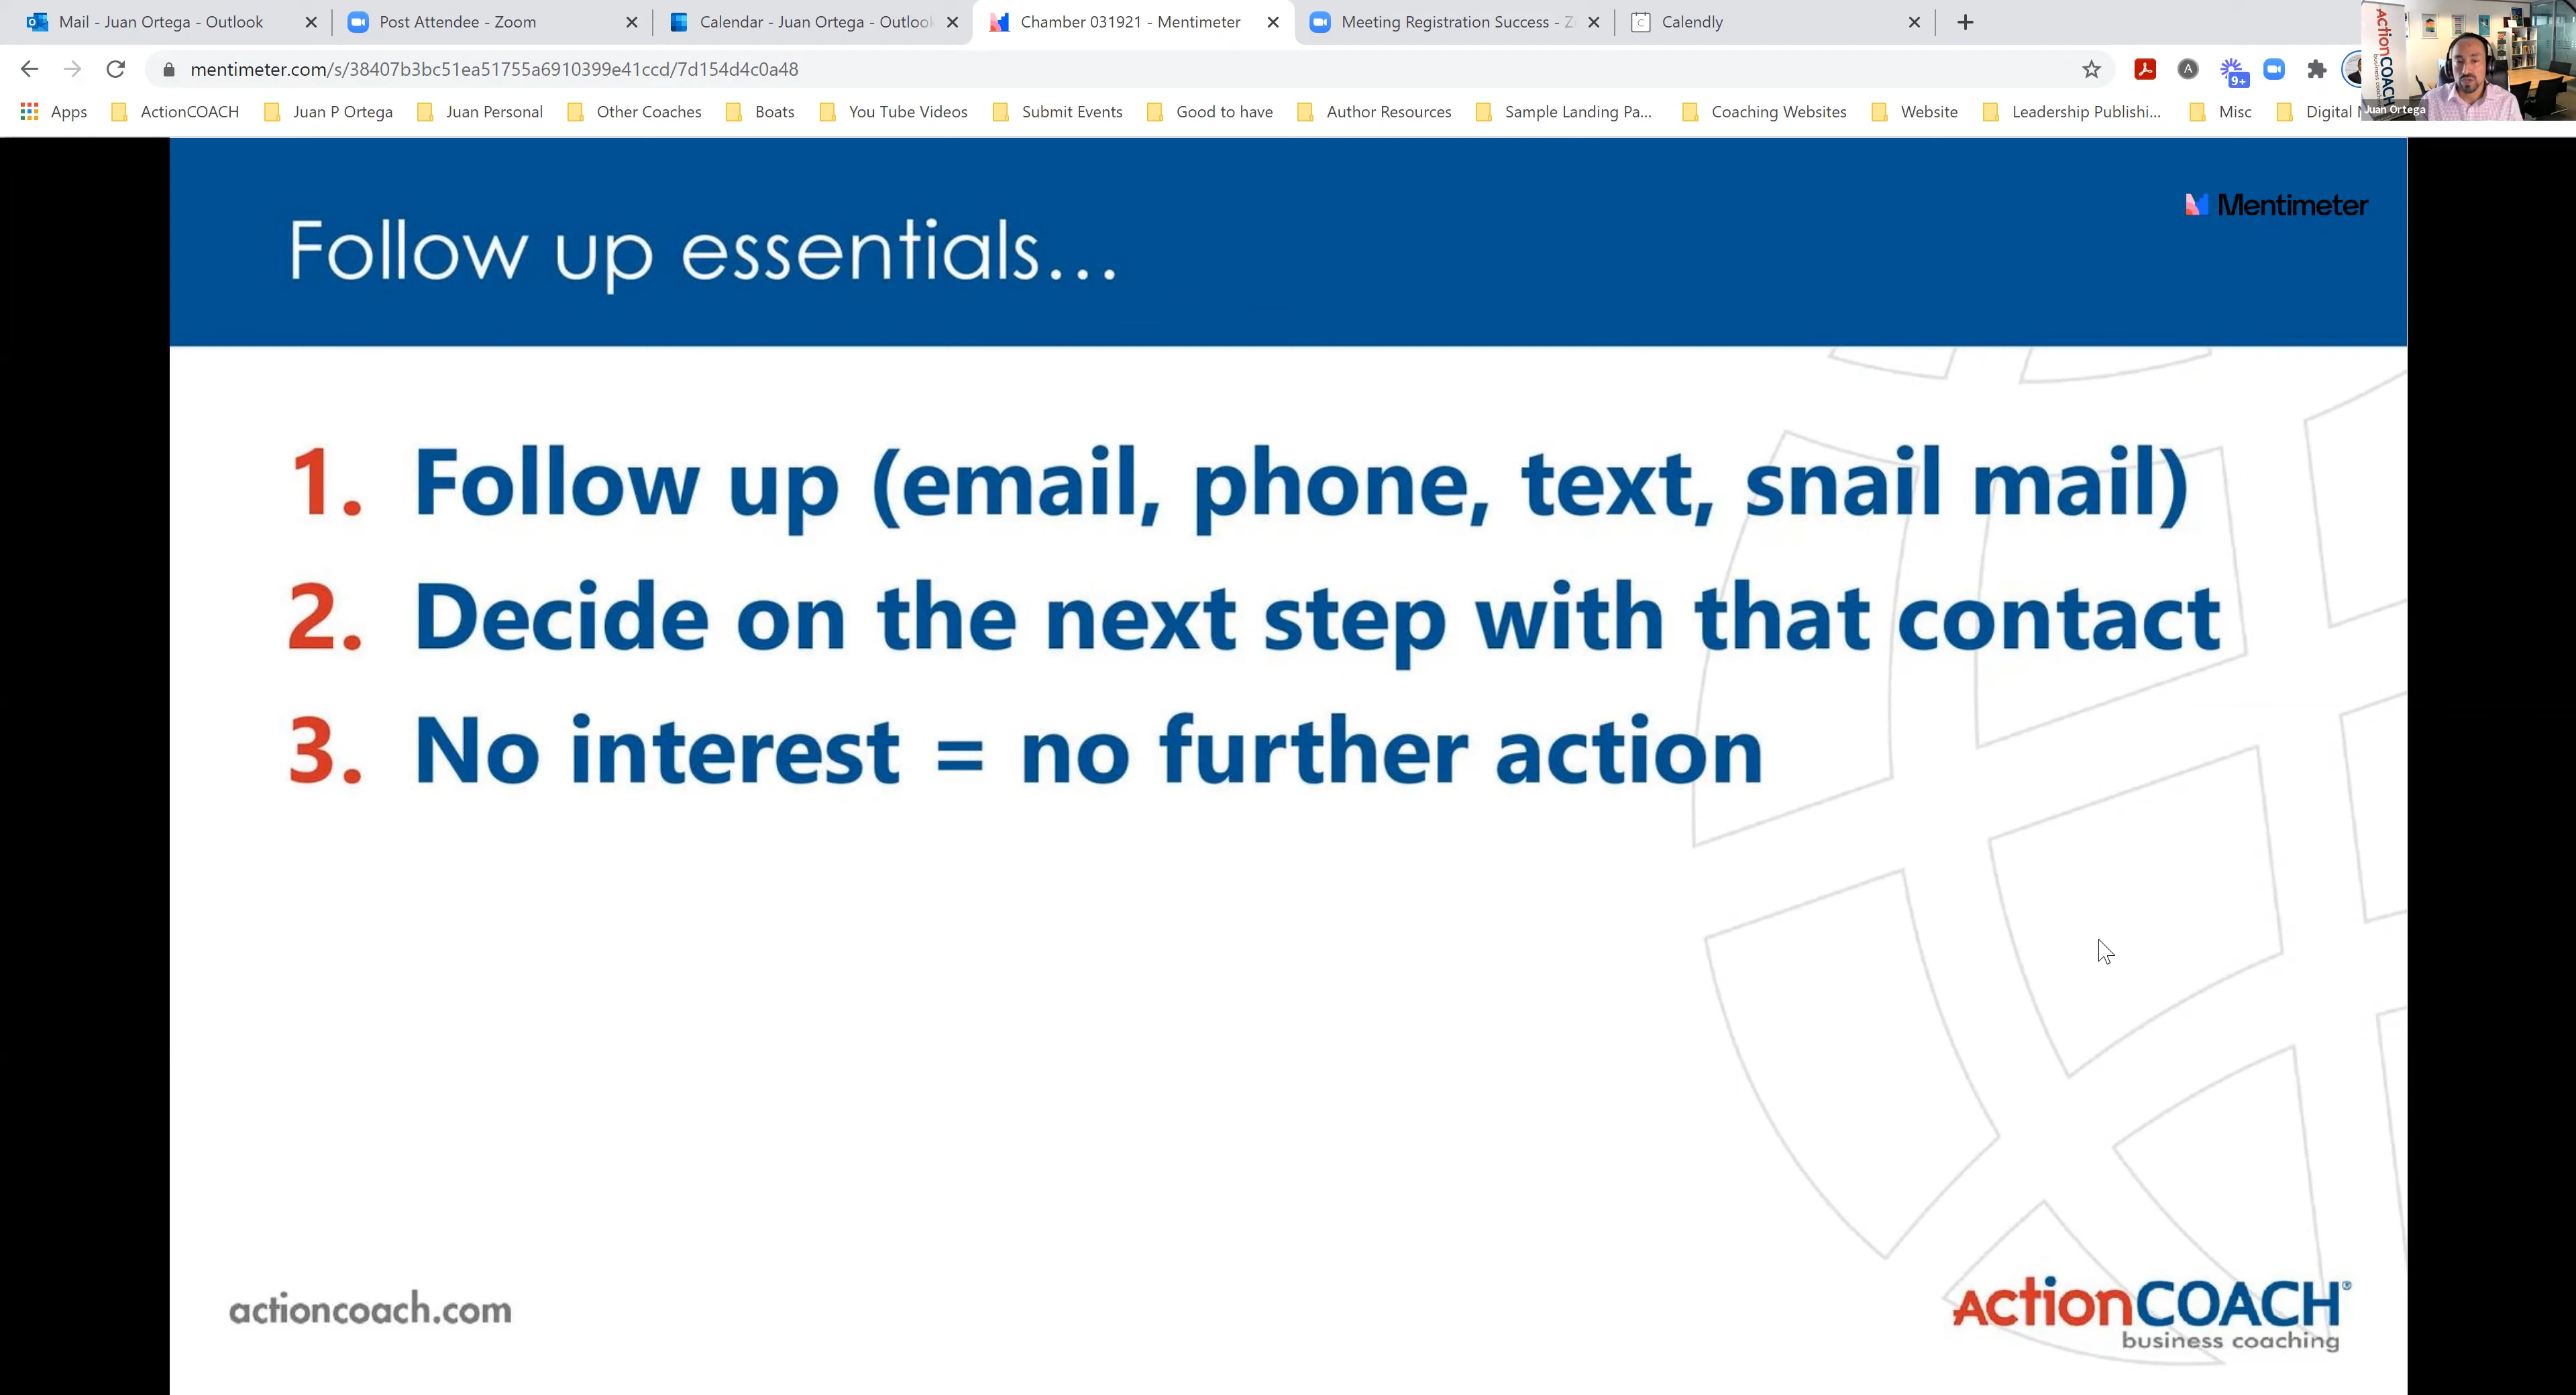 Mail - Juan Ortega - Outlook
Post Attendee - Zoom
Calendar - Juan Ortega - Outlook
Chamber 031921 - Mentimeter
Meeting Registration Success - Z
Calendly
mentimeter.com/s/38407b3bc51ea51755a6910399e41ccd/7d154d4c0a48
A
9+
Apps
ActionCOACH
Juan P Ortega
Juan Personal
Other Coaches
Boats
You Tube Videos
Submit Events
Good to have
Author Resources
Sample Landing Pa...
Coaching Websites
Website
Leadership Publishi...
Misc
Digital
ActionCOACH
business coaching
Juan Ortega
Mentimeter
Follow up essentials...
1. Follow up (email, phone, text, snail mail)
2. Decide on the next step with that contact
3. No interest = no further action
actioncoach.com
ActionCOACH®
business coaching